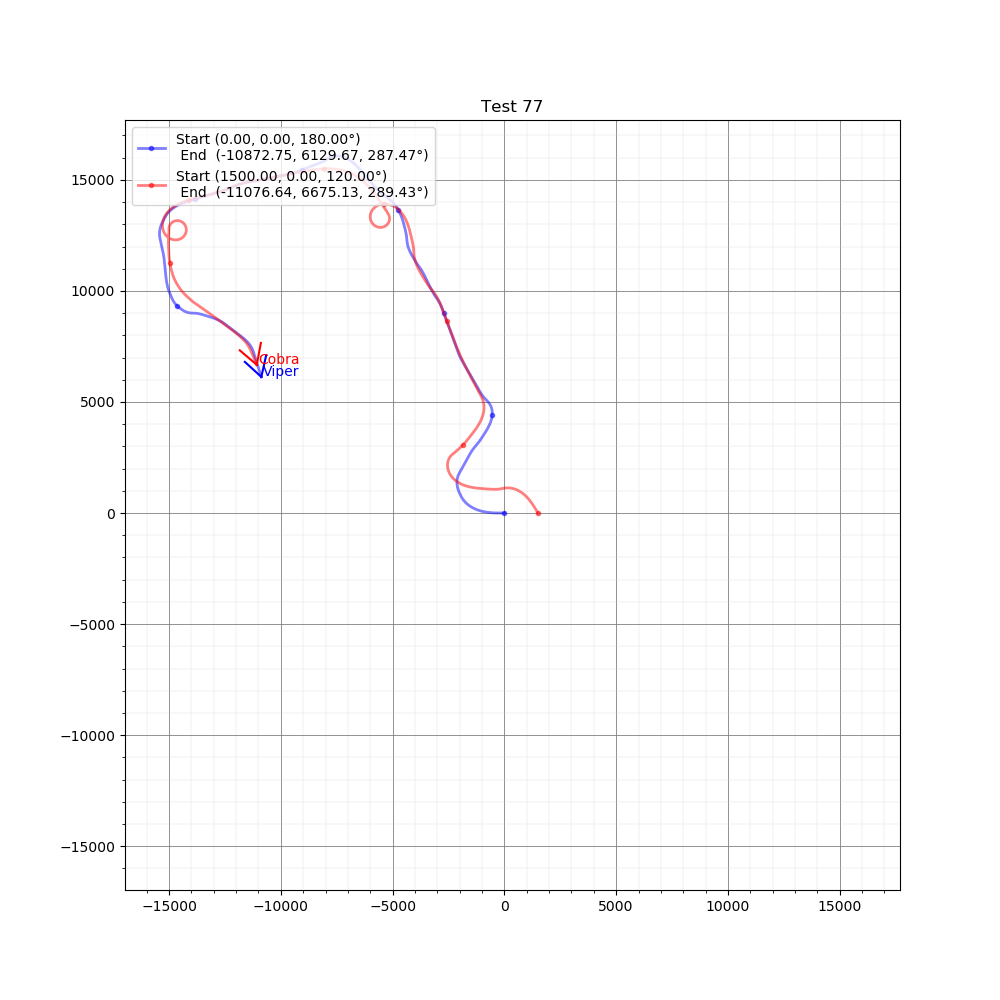 Test 77
Start (0.00, 0.00, 180.00°)
End (-10872.75, 6129.67, 287.47°)
Start (1500.00, 0.00, 120.00°)
End (-11076.64, 6675.13, 289.43°)
15000
10000
5000
0
−5000
−10000
−15000
Cobra
Viper
−15000 −10000 −5000 0 5000 10000 15000